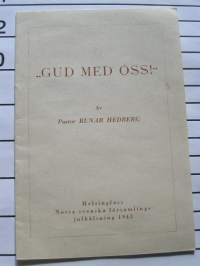 „GUD MED OSS!"
Av
Pastor RUNAR HEDBERG
Helsingfors
Norra svenska församlings
julhälsning 1943